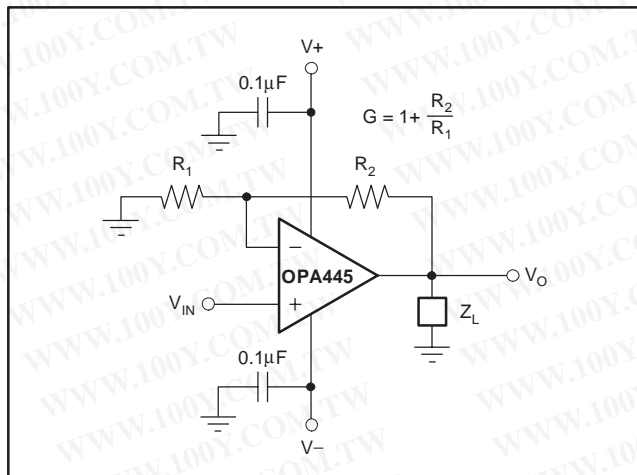 V+
0.1µF
G = 1 + R2
R1
R1
R2
−
OPA445
VO
VIN
+
ZL
0.1µF
V−
WWW.100Y.COM.TW